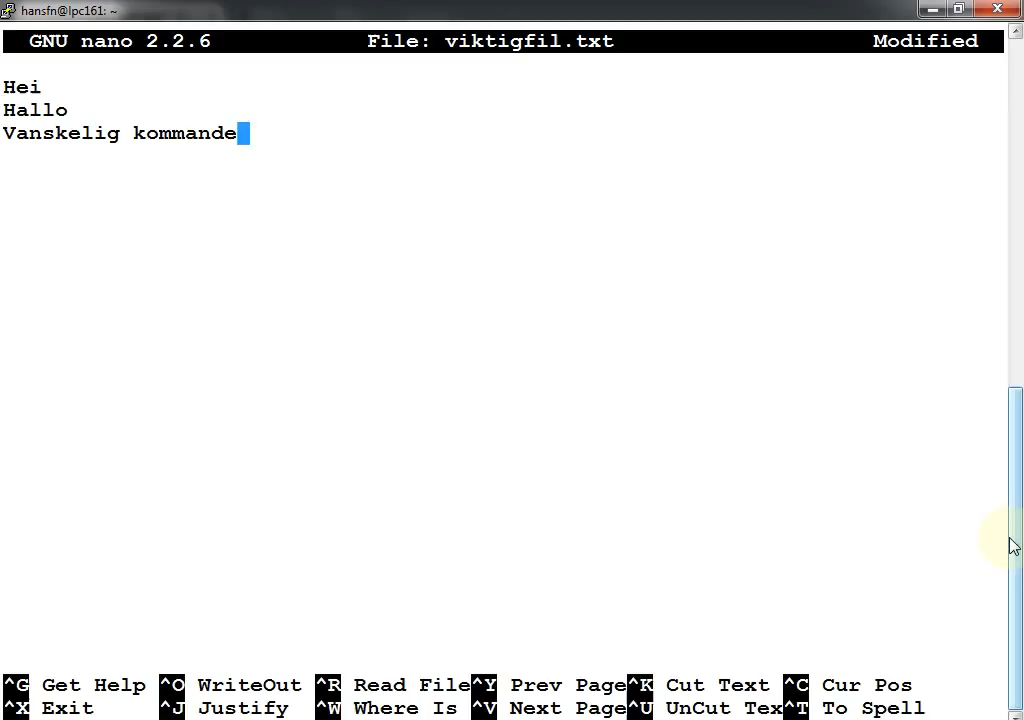 hansfn@lpc161: ~
GNU nano 2.2.6 File: viktigfil.txt Modified
Hei
Hallo
Vanskelig kommande
^G Get Help ^O WriteOut ^R Read File ^Y Prev Page ^K Cut Text ^C Cur Pos
^X Exit ^J Justify ^W Where Is ^V Next Page ^U UnCut Tex ^T To Spell